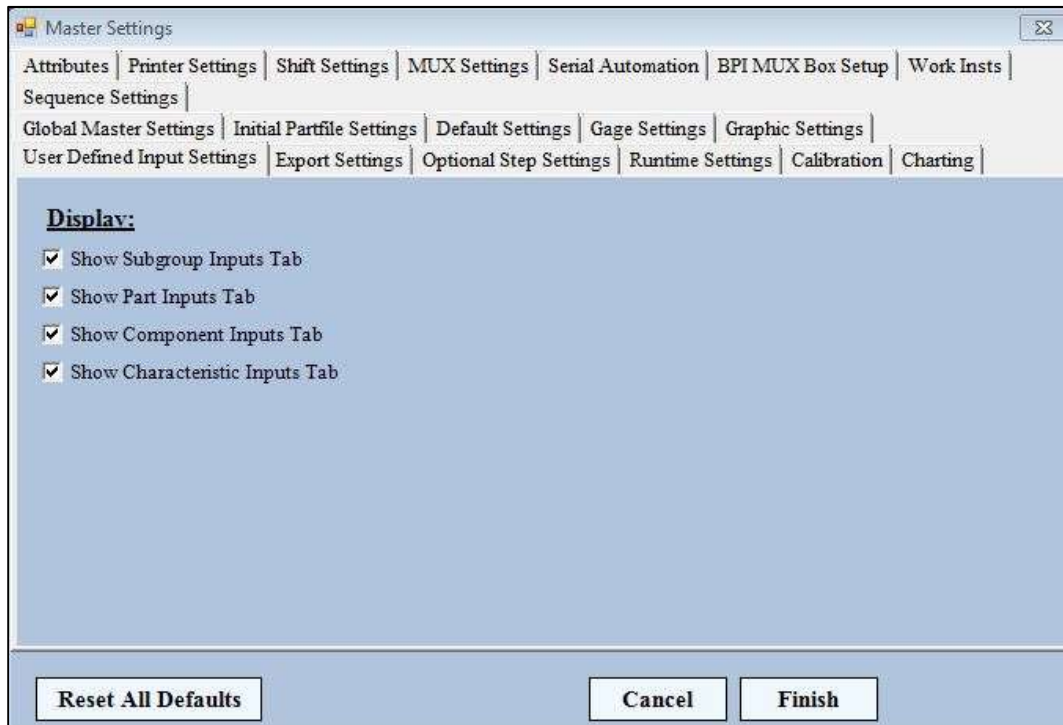 Master Settings
Attributes Printer Settings Shift Settings MUX Settings Serial Automation BPI MUX Box Setup Work Insts
Sequence Settings
Global Master Settings Initial Partfile Settings Default Settings Gage Settings Graphic Settings
User Defined Input Settings Export Settings Optional Step Settings Runtime Settings Calibration Charting
Display:
Show Subgroup Inputs Tab
Show Part Inputs Tab
Show Component Inputs Tab
Show Characteristic Inputs Tab
Reset All Defaults Cancel Finish